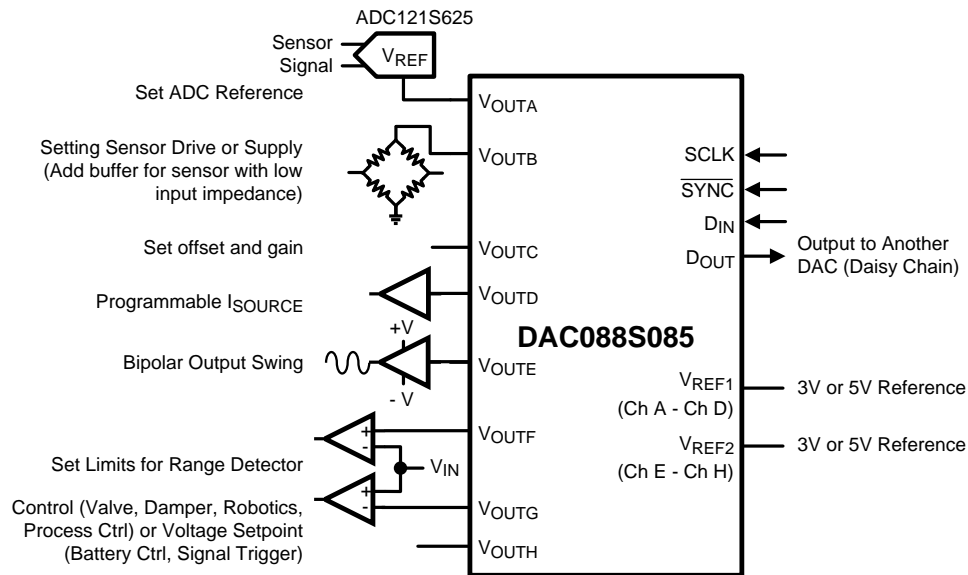 ADC121S625
Sensor
Signal
VREF
Set ADC Reference
VOUTA
Setting Sensor Drive or Supply
(Add buffer for sensor with low
input impedance)
VOUTB
SCLK
SYNC
DIN
Set offset and gain
VOUTC
DOUT
Output to Another
DAC (Daisy Chain)
Programmable ISOURCE
VOUTD
DAC088S085
+V
Bipolar Output Swing
VOUTE
- V
VREF1
(Ch A - Ch D)
3V or 5V Reference
+
-
VOUTF
VREF2
(Ch E - Ch H)
3V or 5V Reference
Set Limits for Range Detector
VIN
+
-
VOUTG
Control (Valve, Damper, Robotics,
Process Ctrl) or Voltage Setpoint
(Battery Ctrl, Signal Trigger)
VOUTH